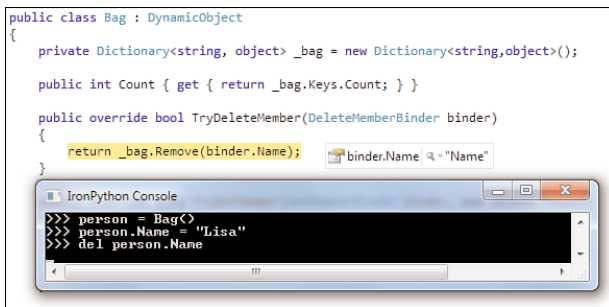 public class Bag : DynamicObject
{
private Dictionary<string, object> _bag = new Dictionary<string,object>();
public int Count { get { return _bag.Keys.Count; } }
public override bool TryDeleteMember(DeleteMemberBinder binder)
{
return _bag.Remove(binder.Name);
binder.Name "Name"
}
IronPython Console
>>> person = Bag()
>>> person.Name = "Lisa"
>>> del person.Name